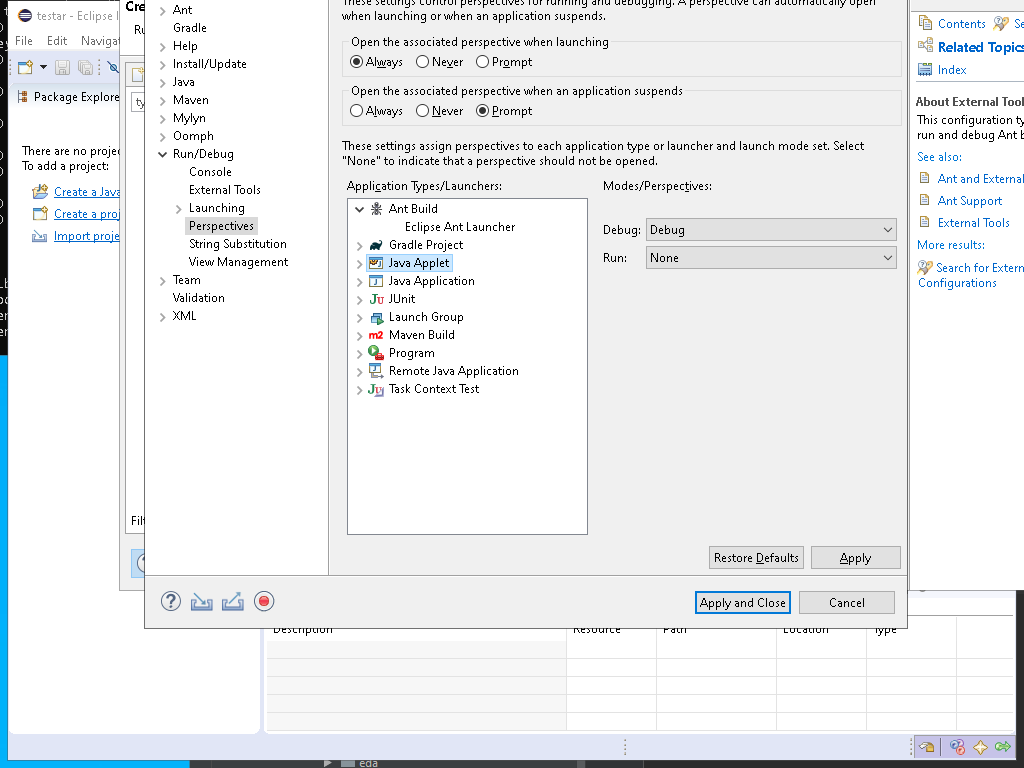 testar - Eclipse
File Edit Naviga
Package Explore
There are no proje
To add a project:
Create a Java
Create a proj
Import proje
Cre
Ru
ty
Filt
Ant
Gradle
Help
Install/Update
Java
Maven
Mylyn
Oomph
Run/Debug
Console
External Tools
Launching
Perspectives
String Substitution
View Management
Team
Validation
XML
These settings control perspectives for running and debugging. A perspective can automatically open
when launching or when an application suspends.
Open the associated perspective when launching
Always Never Prompt
Open the associated perspective when an application suspends
Always Never Prompt
These settings assign perspectives to each application type or launcher and launch mode set. Select
"None" to indicate that a perspective should not be opened.
Application Types/Launchers:
Ant Build
Eclipse Ant Launcher
Gradle Project
Java Applet
Java Application
JUnit
Launch Group
Maven Build
Program
Remote Java Application
Task Context Test
Modes/Perspectives:
Debug: Debug
Run: None
Restore Defaults Apply
Apply and Close Cancel
Contents Se
Related Topics
Index
About External Tool
This configuration ty
run and debug Ant b
See also:
Ant and External
Ant Support
External Tools
More results:
Search for Extern
Configurations
Description Resource Path Location Type
eda